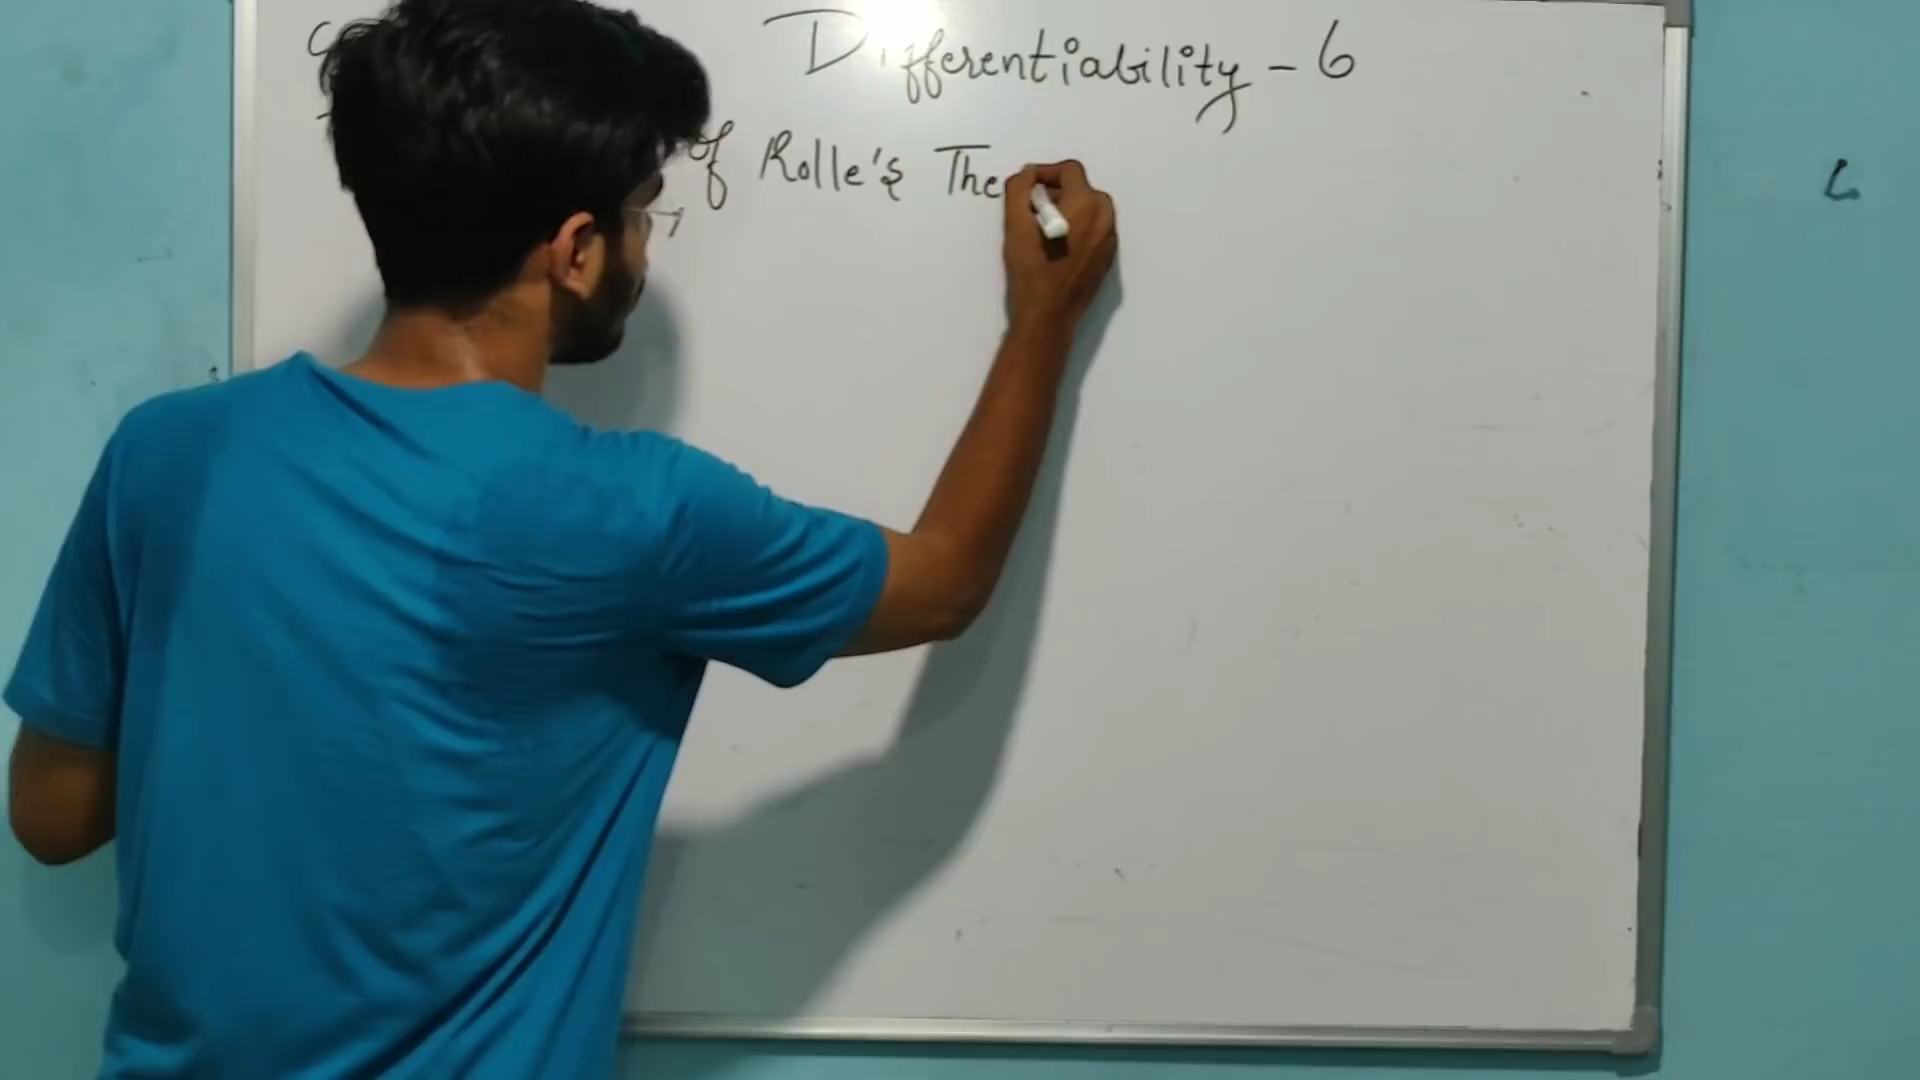 Differentiability - 6
of Rolle's The